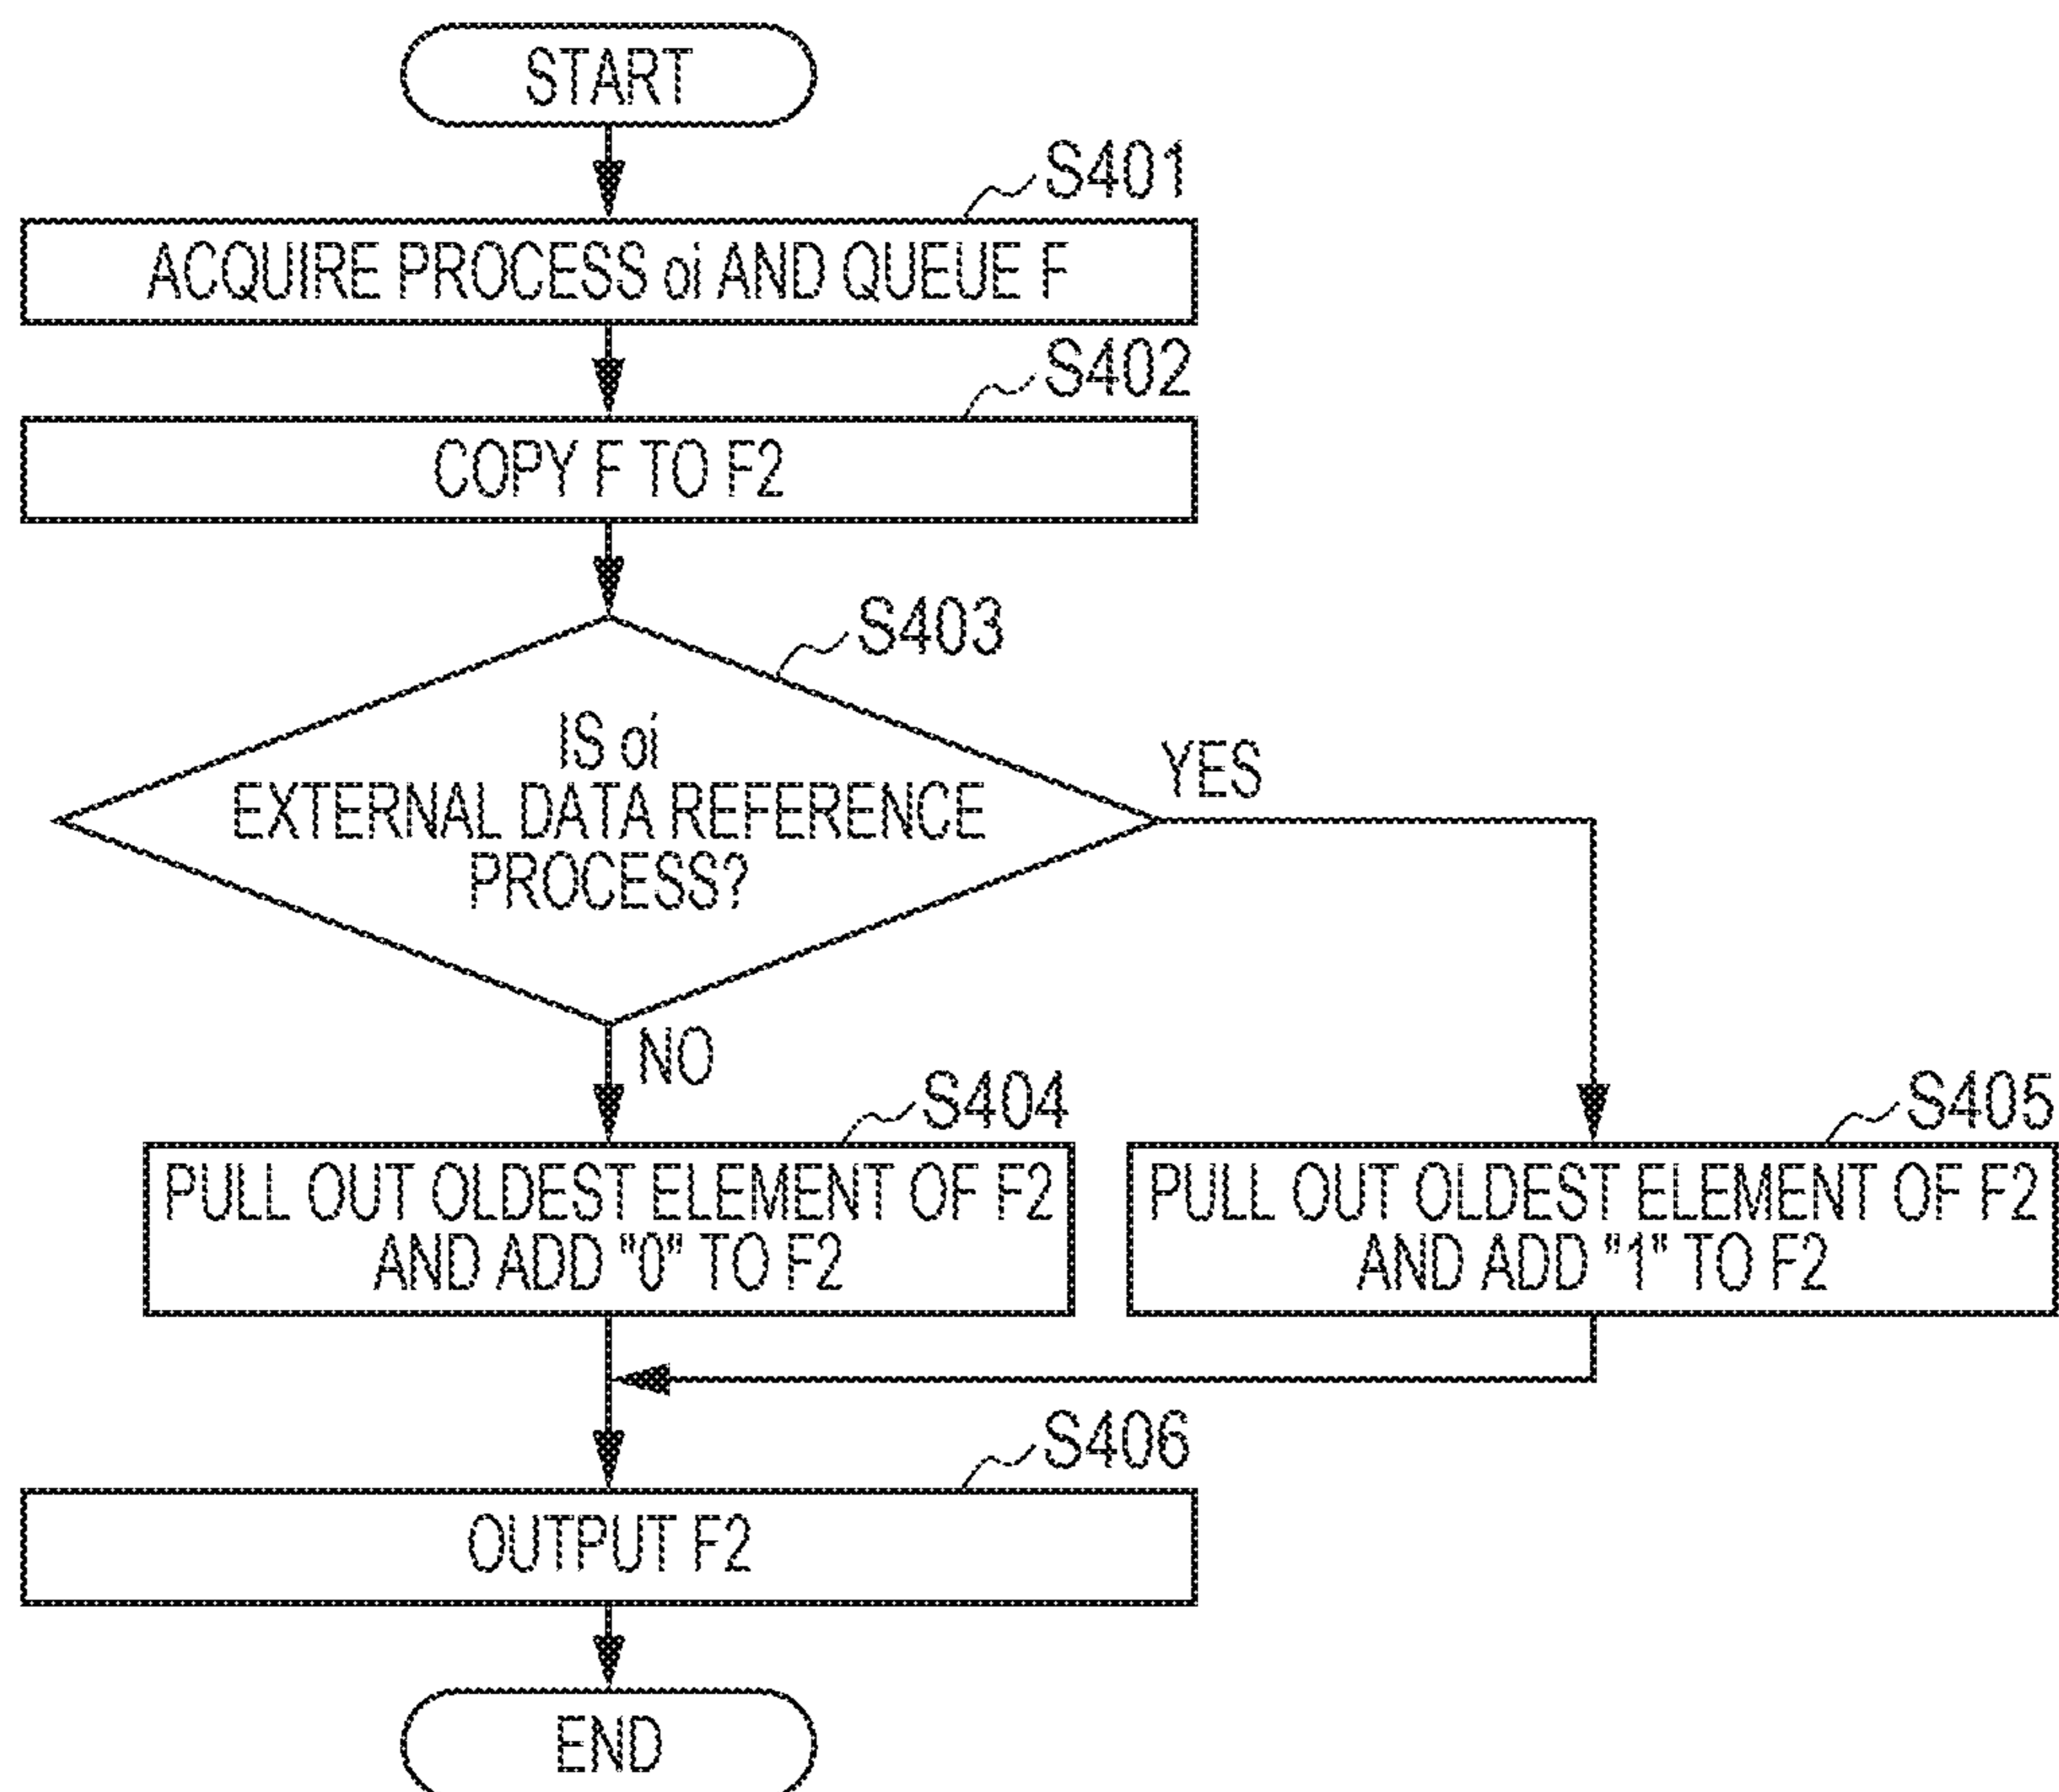 START
S401
ACQUIRE PROCESS oi AND QUEUE F
S402
COPY F TO F2
S403
IS oi
EXTERNAL DATA REFERENCE
PROCESS?
YES
NO
S404
PULL OUT OLDEST ELEMENT OF F2
AND ADD "0" TO F2
S405
PULL OUT OLDEST ELEMENT OF F2
AND ADD "1" TO F2
S406
OUTPUT F2
END